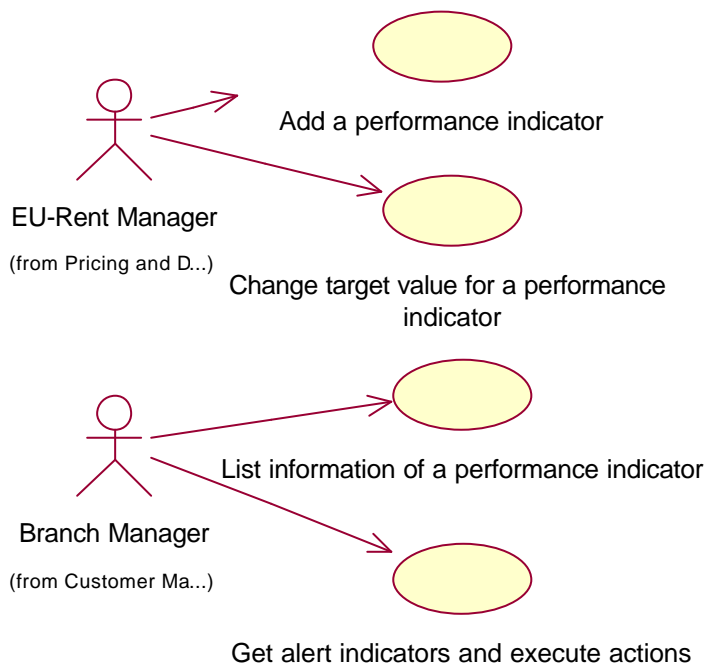 Add a performance indicator
EU-Rent Manager
(from Pricing and D...)
Change target value for a performance
indicator
List information of a performance indicator
Branch Manager
(from Customer Ma...)
Get alert indicators and execute actions